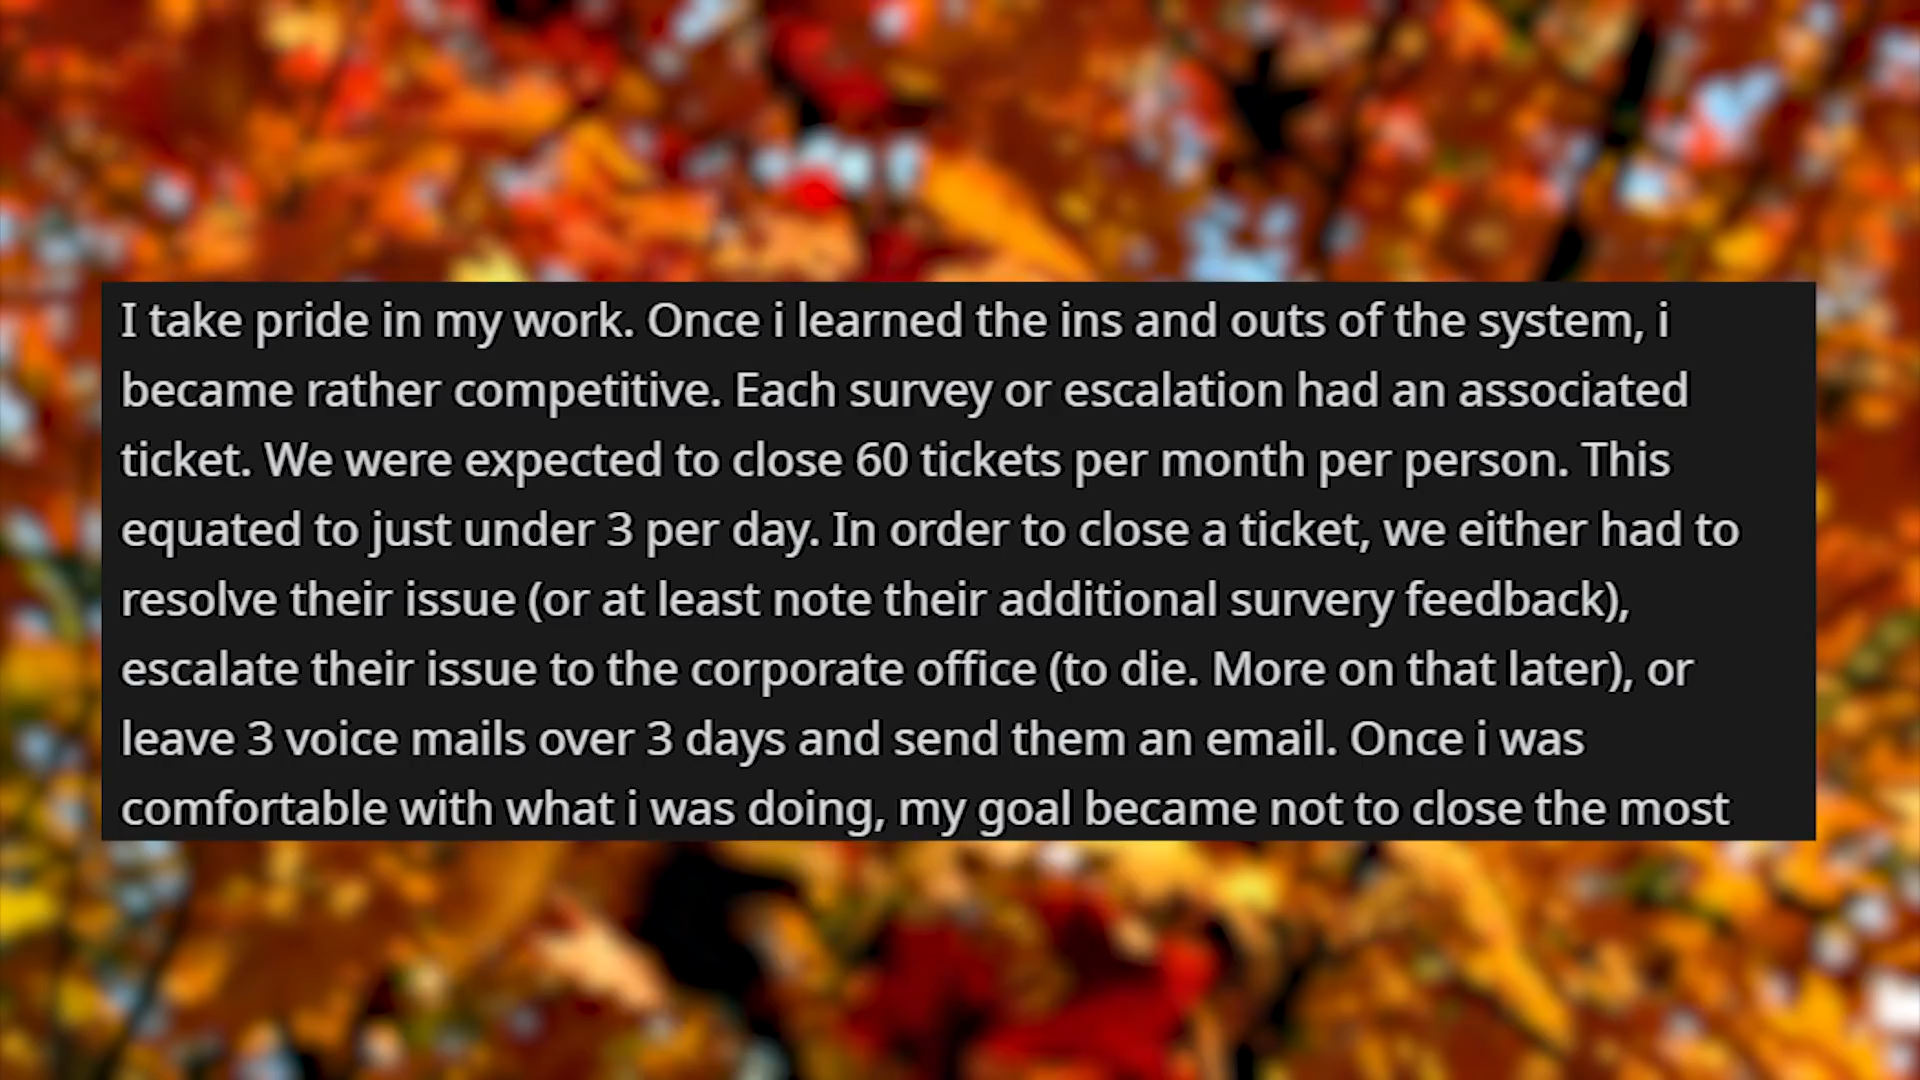 I take pride in my work. Once i learned the ins and outs of the system, i
became rather competitive. Each survey or escalation had an associated
ticket. We were expected to close 60 tickets per month per person. This
equated to just under 3 per day. In order to close a ticket, we either had to
resolve their issue (or at least note their additional survery feedback),
escalate their issue to the corporate office (to die. More on that later), or
leave 3 voice mails over 3 days and send them an email. Once i was
comfortable with what i was doing, my goal became not to close the most